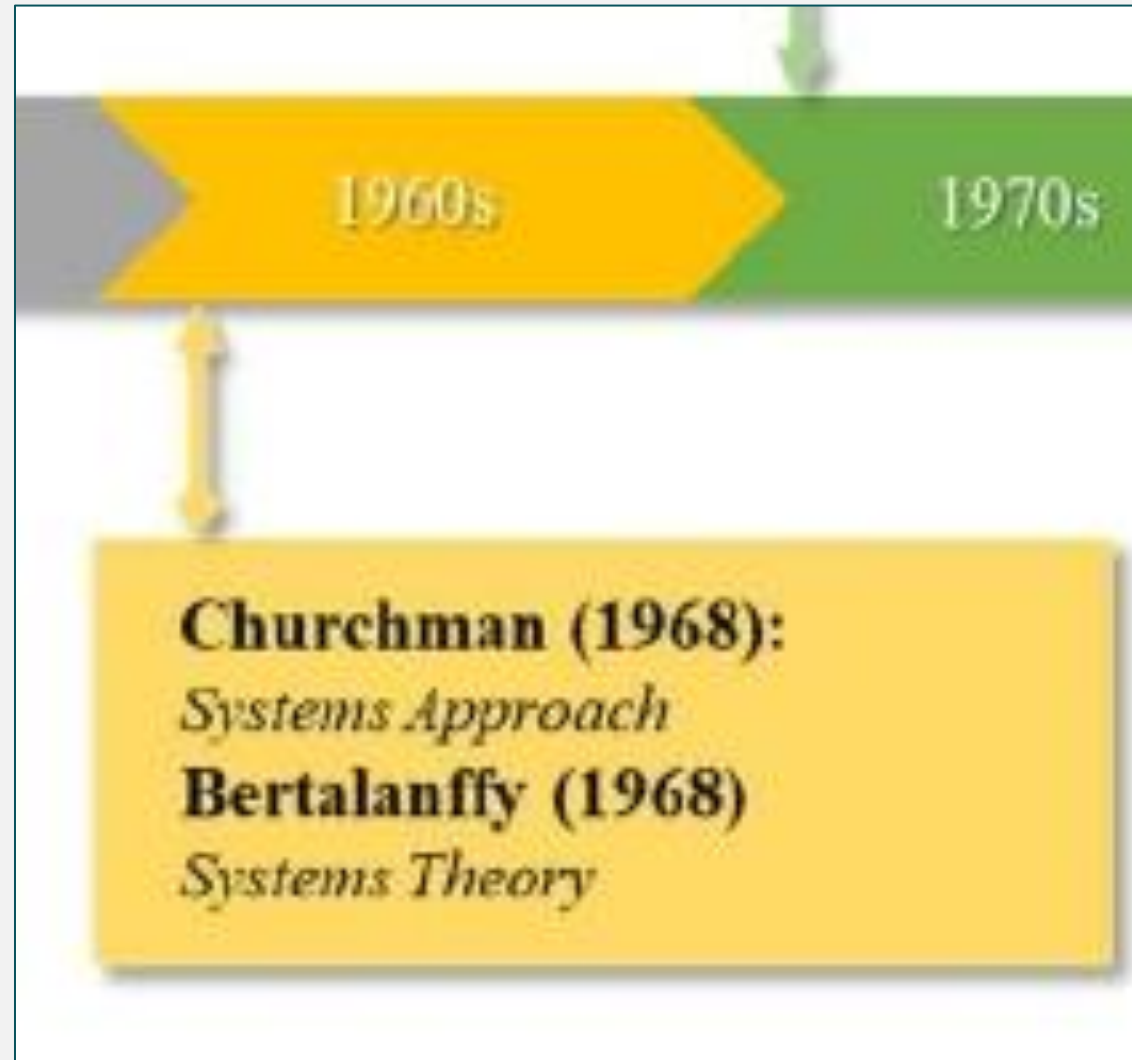 1960s
1970s
Churchman (1968):
Systems Approach
Bertalanffy (1968)
Systems Theory